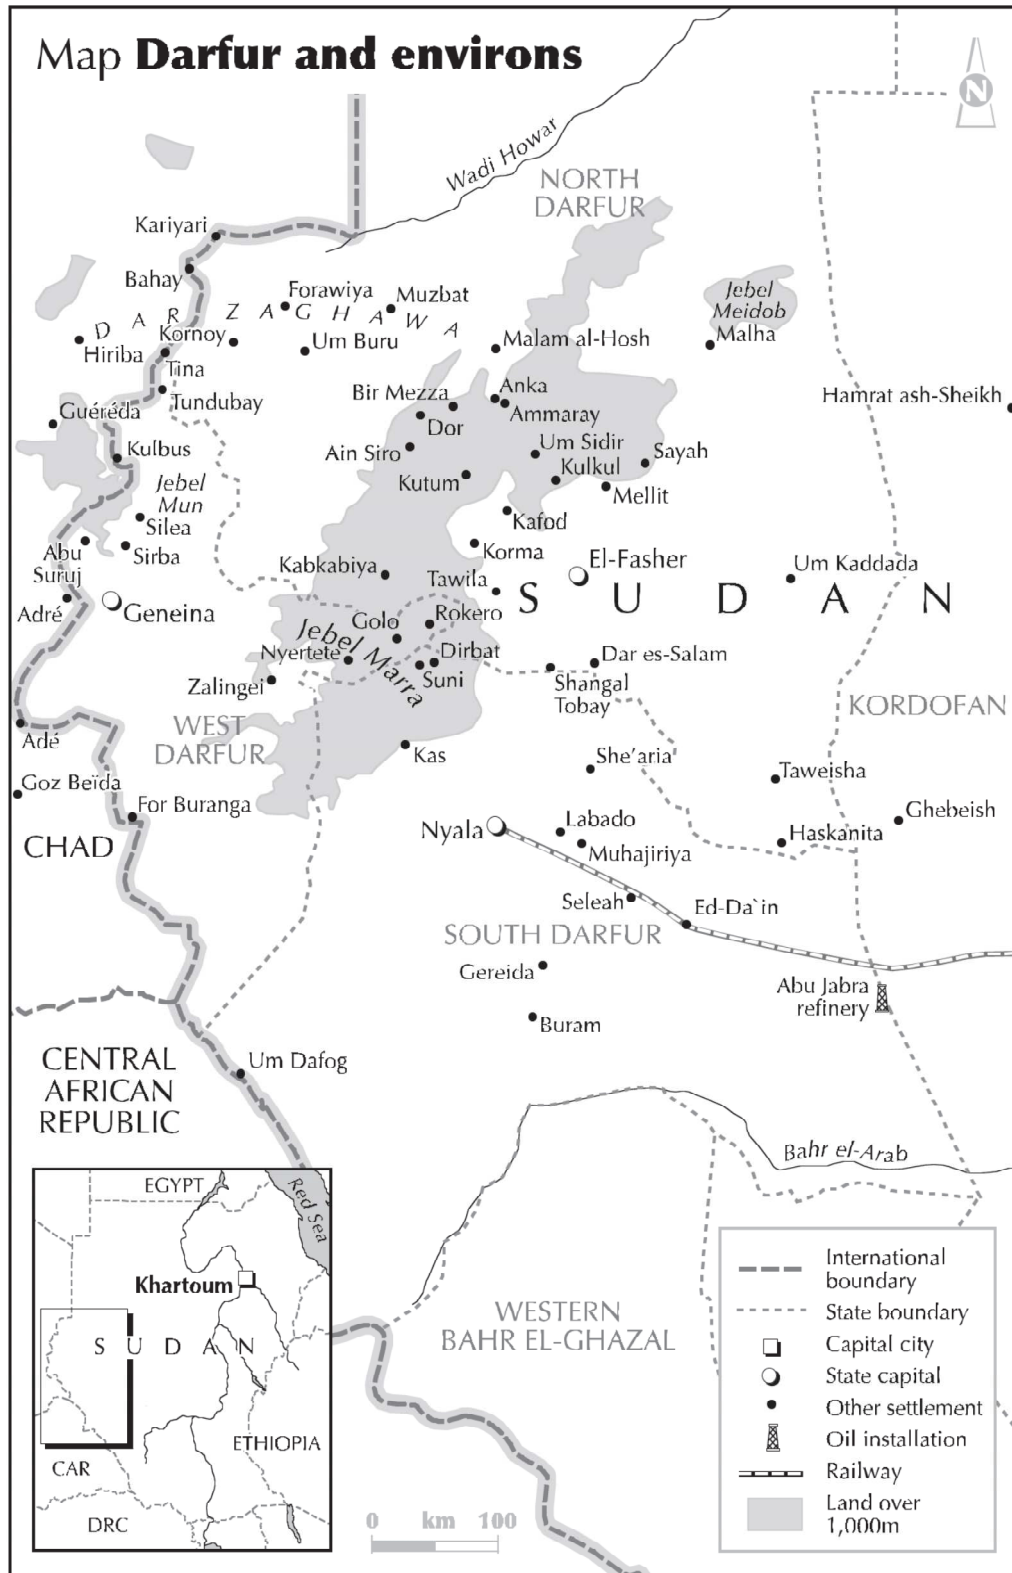 Map Darfur and environs
N
Wadi Howar
NORTH
DARFUR
Kariyari
Bahay
Forawiya
Muzbat
Jebel
Meidob
DAR ZAGHAWA
Kornoy
Hiriba
Um Buru
Malam al-Hosh
Malha
Tina
Tundubay
Bir Mezza
Anka
Ammaray
Hamrat ash-Sheikh
Guéréda
Dor
Kulbus
Ain Siro
Um Sidir
Sayah
Kulkul
Jebel
Mun
Kutum
Mellit
Silea
Kafod
Abu
Suruj
Sirba
Korma
El-Fasher
Kabkabiya
Tawila
Um Kaddada
SUDAN
Adré
Geneina
Golo
Rokero
Jebel Marra
Nyertete
Dirbat
Dar es-Salam
Zalingei
Suni
Shangal
Tobay
WEST
DARFUR
KORDOFAN
Adé
Kas
She'aria
Taweisha
Goz Beïda
For Buranga
Ghebeish
CHAD
Nyala
Labado
Haskanita
Muhajiriya
Seleah
Ed-Da`in
SOUTH DARFUR
Gereida
Abu Jabra
refinery
Buram
CENTRAL
AFRICAN
REPUBLIC
Um Dafog
Bahr el-Arab
EGYPT
Red Sea
Khartoum
SUDAN
ETHIOPIA
CAR
DRC
WESTERN
BAHR EL-GHAZAL
0 km 100
International
boundary
State boundary
Capital city
State capital
Other settlement
Oil installation
Railway
Land over
1,000m